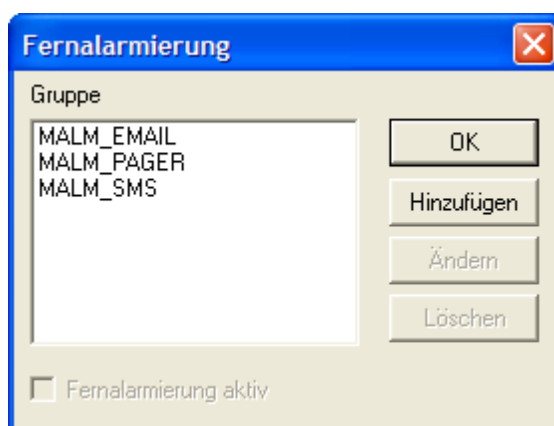 Fernalarmierung
Gruppe
MALM_EMAIL
MALM_PAGER
MALM_SMS
OK
Hinzufügen
Ändern
Löschen
Fernalarmierung aktiv